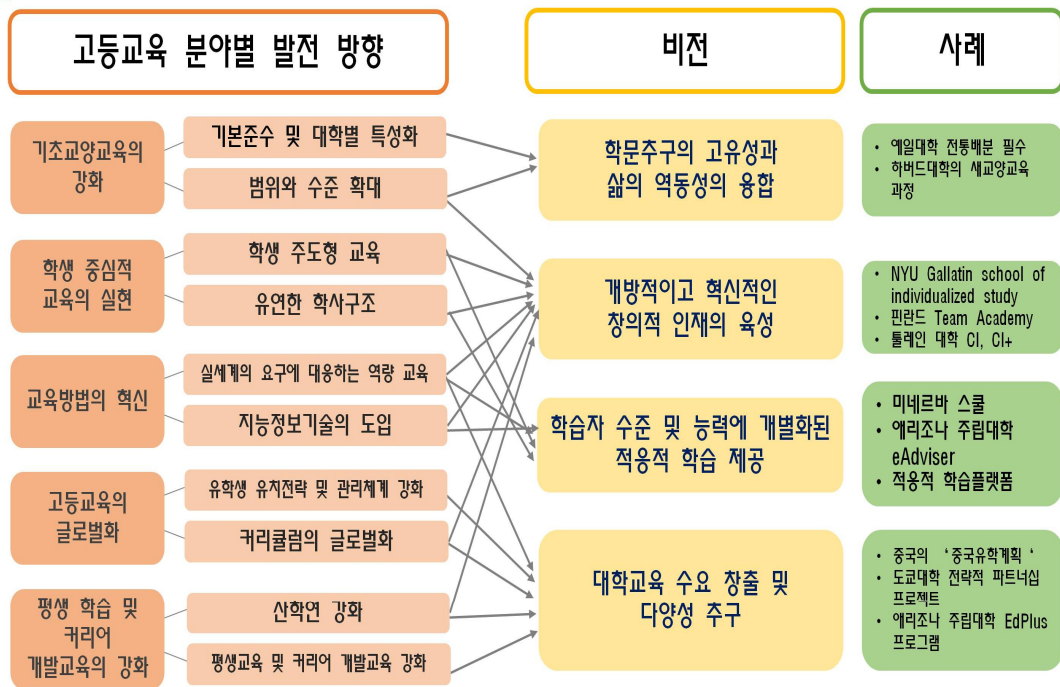 고등교육 분야별 발전 방향
비전
사례
기초교양교육의
강화
기본준수 및 대학별 특성화
범위와 수준 확대
학생 중심적
교육의 실현
학생 주도형 교육
유연한 학사구조
교육방법의 혁신
실세계의 요구에 대응하는 역량 교육
지능정보기술의 도입
고등교육의
글로벌화
유학생 유치전략 및 관리체계 강화
커리큘럼의 글로벌화
평생 학습 및
커리어
개발교육의 강화
산학연 강화
평생교육 및 커리어 개발교육 강화
학문추구의 고유성과
삶의 역동성의 융합
개방적이고 혁신적인
창의적 인재의 육성
학습자 수준 및 능력에 개별화된
적응적 학습 제공
대학교육 수요 창출 및
다양성 추구
• 예일대학 전통배분 필수
• 하버드대학의 새교양교육
과정
• NYU Gallatin school of
individualized study
• 핀란드 Team Academy
• 툴레인 대학 CI, CI+
• 미네르바 스쿨
• 애리조나 주립대학
eAdviser
• 적응적 학습플랫폼
• 중국의 ‘중국유학계획 ‘
• 도쿄대학 전략적 파트너십
프로젝트
• 애리조나 주립대학 EdPlus
프로그램